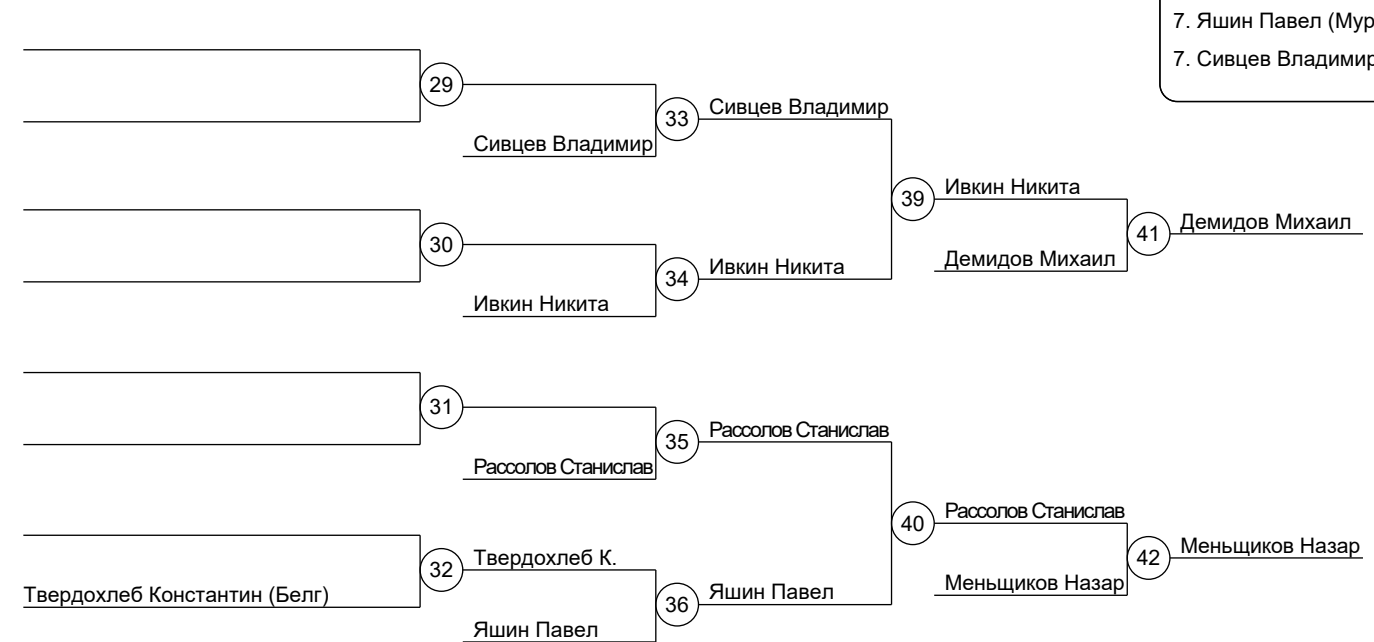 7. Яшин Павел (Мур
7. Сивцев Владимир
29
33
Сивцев Владимир
Сивцев Владимир
39
Ивкин Никита
30
34
Ивкин Никита
Ивкин Никита
Демидов Михаил
41
Демидов Михаил
31
35
Рассолов Станислав
Рассолов Станислав
40
Рассолов Станислав
32
Твердохлеб К.
Твердохлеб Константин (Белг)
36
Яшин Павел
Яшин Павел
Меньщиков Назар
42
Меньщиков Назар